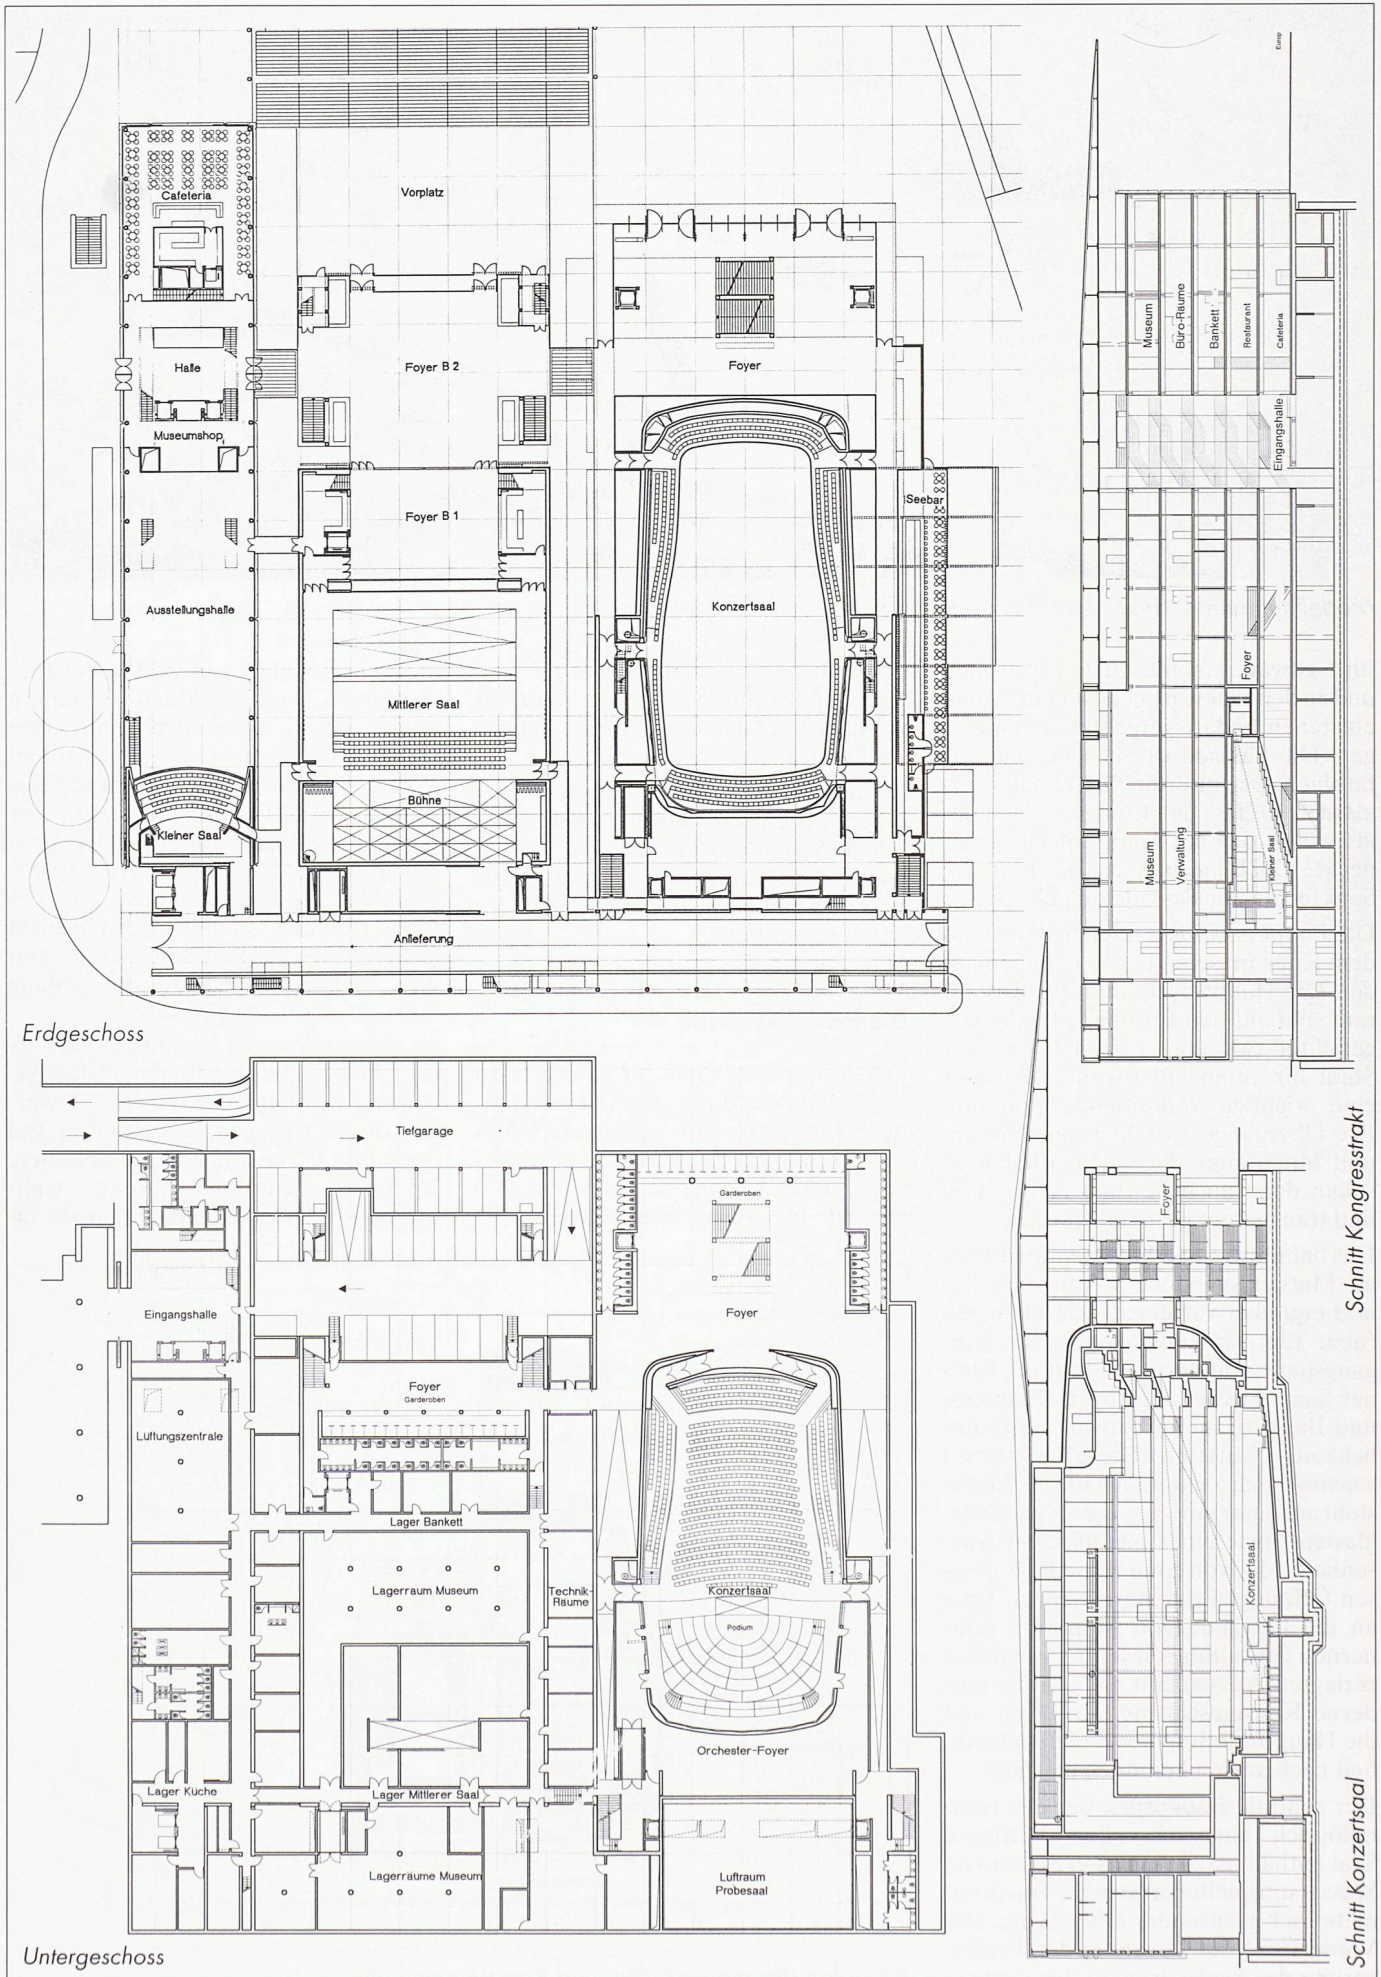 Cafeteria
Vorplatz
Halle
Foyer B 2
Foyer
Museumshop
Foyer B 1
Seebar
Ausstellungshalle
Konzertsaal
Mittlerer Saal
Bühne
Kleiner Saal
Anlieferung
Erdgeschoss
Tiefgarage
Garderoben
Eingangshalle
Foyer
Foyer
Garderoben
Lüftungszentrale
Lager Bankett
Lagerraum Museum
Technik-
Räume
Konzertsaal
Podium
Orchester-Foyer
Lager Küche
Lager Mittlerer Saal
Lagerräume Museum
Luftraum
Probesaal
Untergeschoss
Europ
Museum
Büro-Räume
Bankett
Restaurant
Cafeteria
Eingangshalle
Foyer
Museum
Verwaltung
Kleiner Saal
Schnitt Kongresstrakt
Foyer
Konzertsaal
Schnitt Konzertsaal